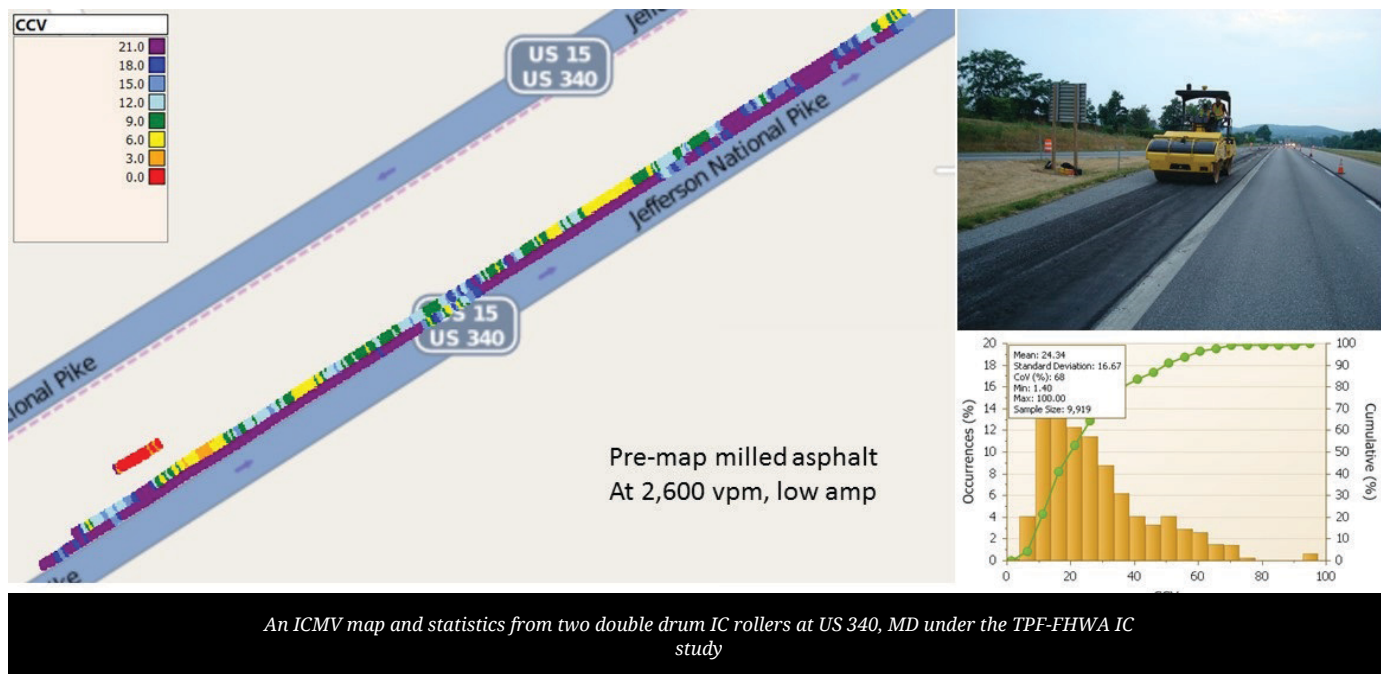 CCV
21.0
18.0
15.0
12.0
9.0
6.0
3.0
0.0
US 15
US 340
Jefferson National Pike
15
US 340
Pike
Pre-map milled asphalt
At 2,600 vpm, low amp
20
18
16
14
12
10
8
6
4
2
0
Occurrences (%)
Mean: 24.34
Standard Deviation: 16.67
CoV (%): 68
Min: 1.40
Max: 100.00
Sample Size: 9,919
100
90
80
70
60
50
40
30
20
10
0
Cumulative (%)
0
20
40
60
80
100
An ICMV map and statistics from two double drum IC rollers at US 340, MD under the TPF-FHWA IC
study